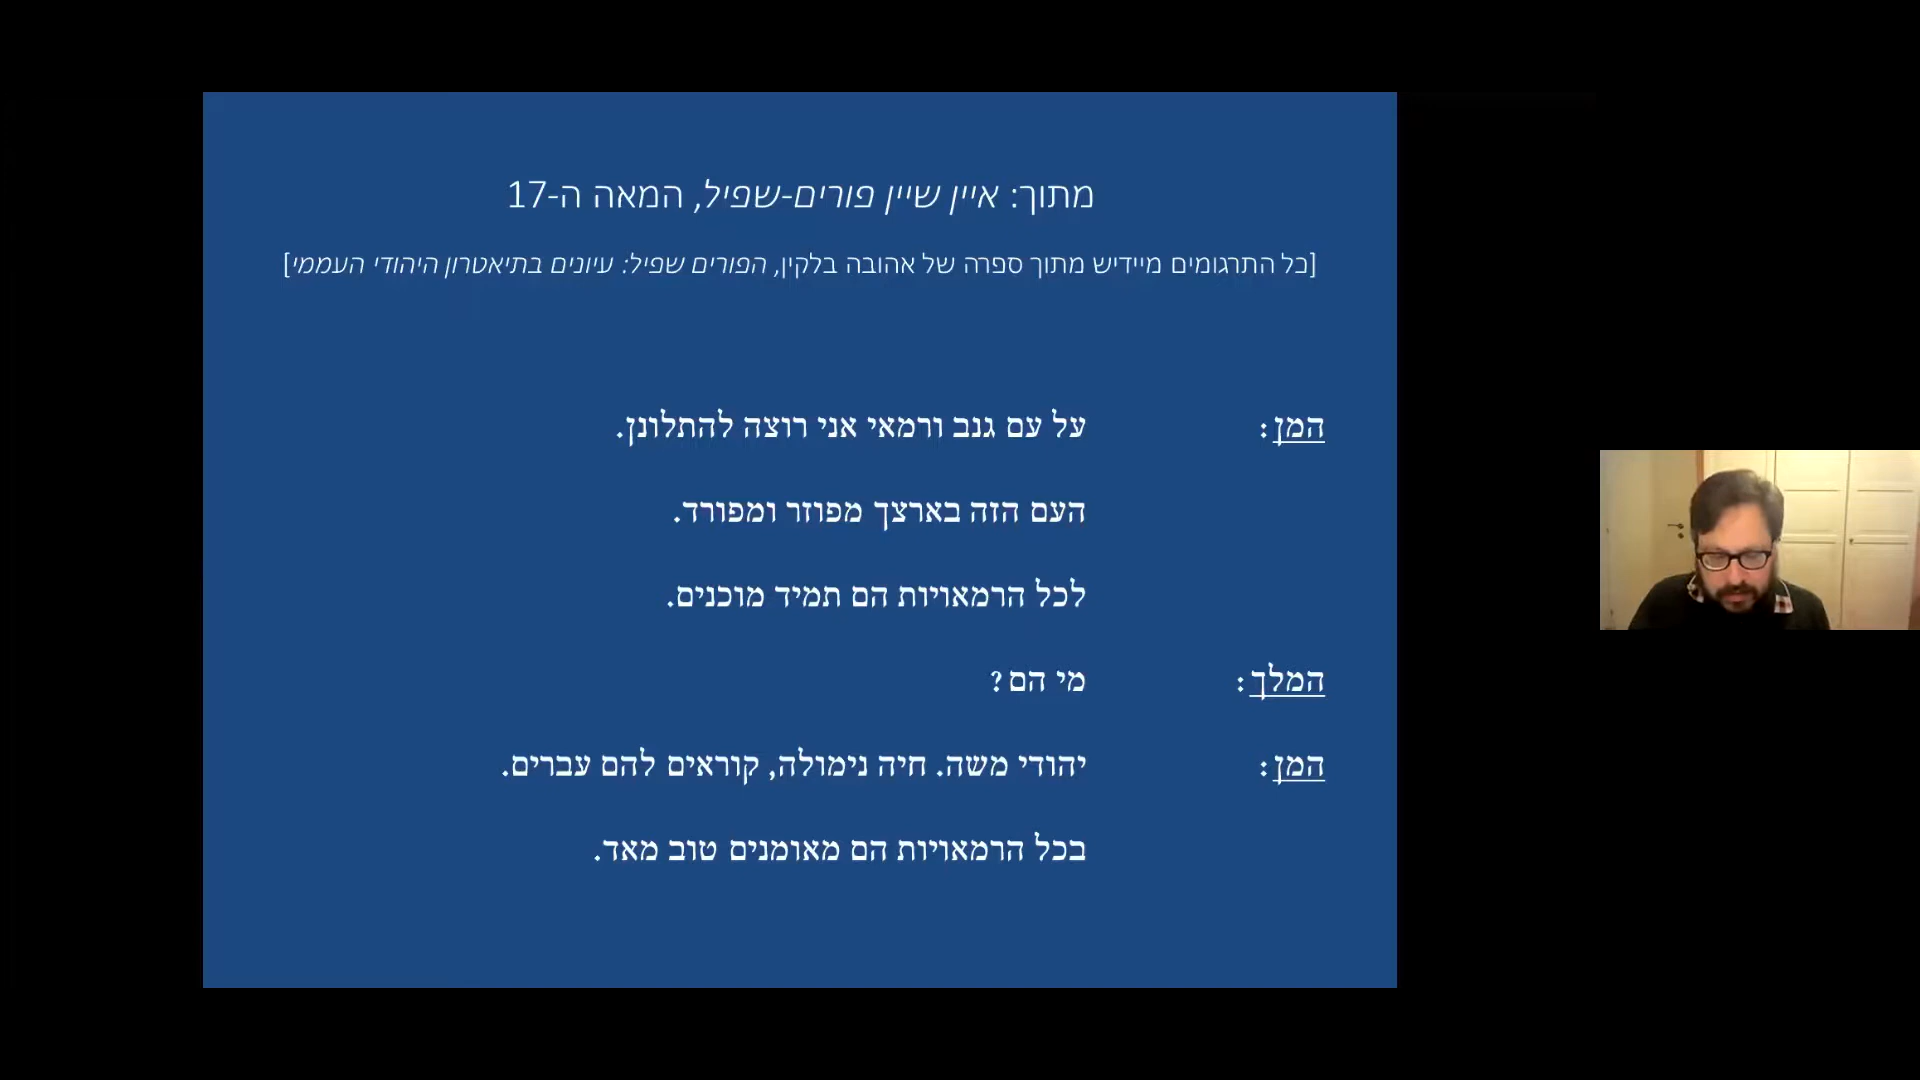 מתוך: איין שיין פורים-שפיל, המאה ה-17
[כל התרגומים מיידיש מתוך ספרה של אהובה בלקין, הפורים שפיל: עיונים בתיאטרון היהודי העממי]
המן: על עם גנב ורמאי אני רוצה להתלונן.
העם הזה בארצך מפוזר ומפורד.
לכל הרמאויות הם תמיד מוכנים.
המלך: מי הם?
המן: יהודי משה. חיה נימולה, קוראים להם עברים.
בכל הרמאויות הם מאומנים טוב מאד.